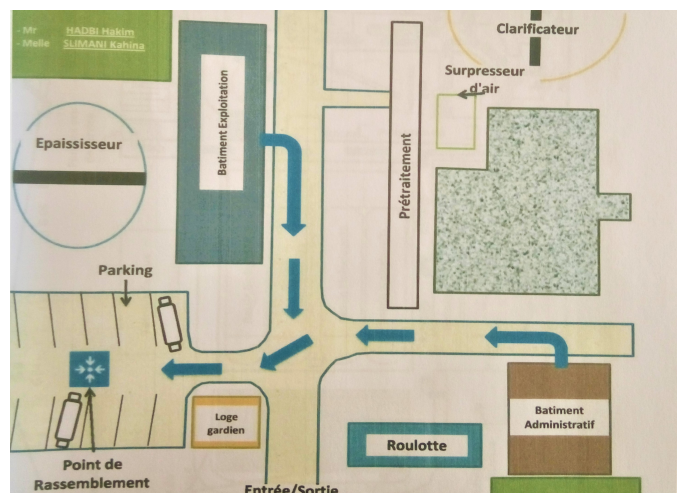 - Mr HADBI Hakim
- Melle SLIMANI Kahina
Clarificateur
Surpresseur
d'air
Batiment Exploitation
Epaississeur
Prétraitement
Parking
Loge
gardien
Batiment
Administratif
Roulotte
Point de
Rassemblement
Entrée/Sortie